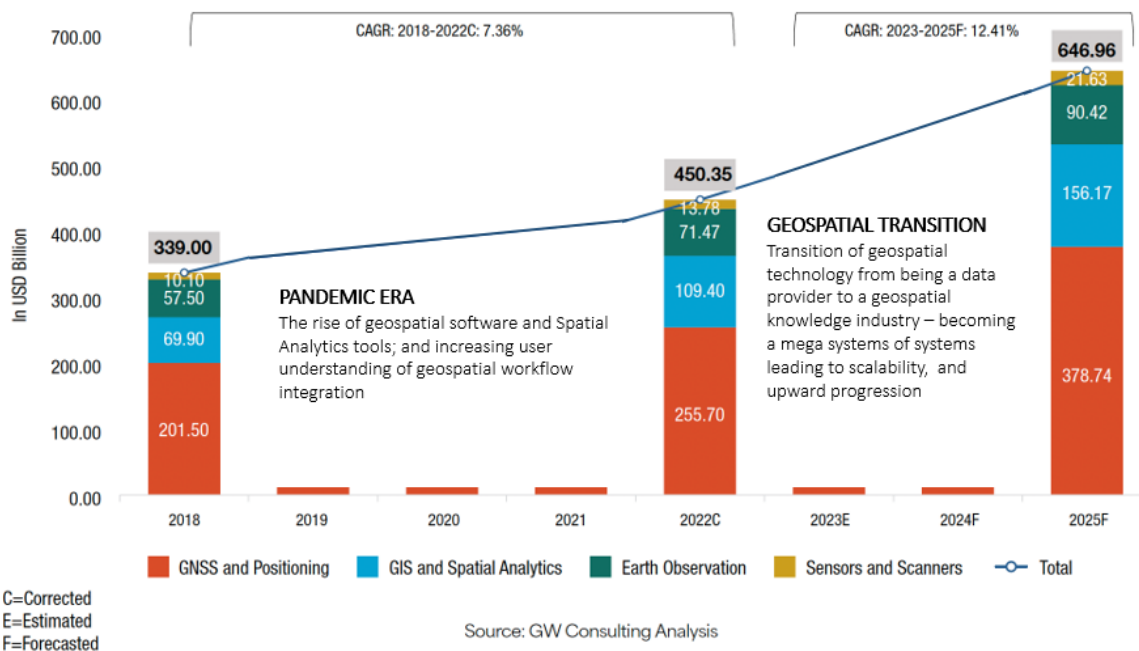 CAGR: 2018-2022C: 7.36%
CAGR: 2023-2025F: 12.41%
In USD Billion
700.00
600.00
500.00
400.00
300.00
200.00
100.00
0.00
339.00
10.10
57.50
69.90
201.50
PANDEMIC ERA
The rise of geospatial software and Spatial
Analytics tools; and increasing user
understanding of geospatial workflow
integration
450.35
13.78
71.47
109.40
255.70
GEOSPATIAL TRANSITION
Transition of geospatial
technology from being a data
provider to a geospatial
knowledge industry – becoming
a mega systems of systems
leading to scalability, and
upward progression
646.96
21.63
90.42
156.17
378.74
2018
2019
2020
2021
2022C
2023E
2024F
2025F
GNSS and Positioning
GIS and Spatial Analytics
Earth Observation
Sensors and Scanners
Total
C=Corrected
E=Estimated
F=Forecasted
Source: GW Consulting Analysis